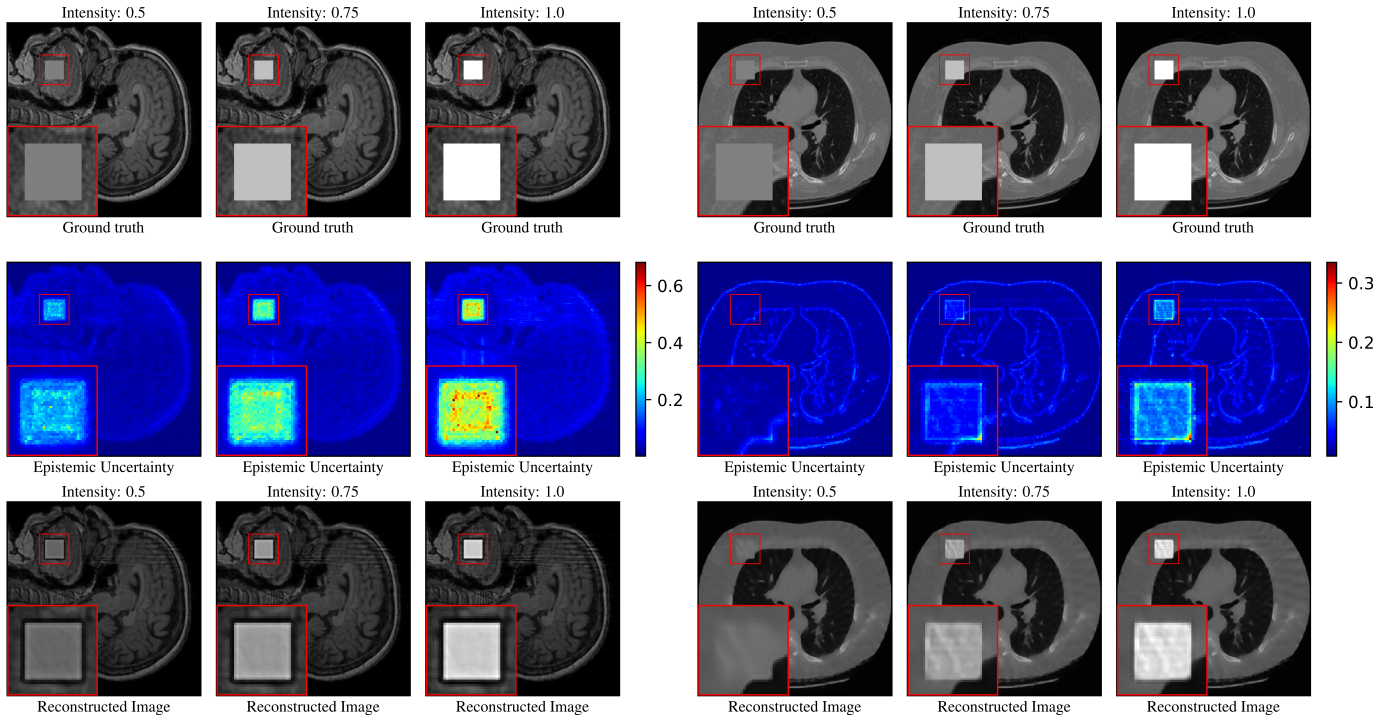 Intensity: 0.5 Intensity: 0.75 Intensity: 1.0 Intensity: 0.5 Intensity: 0.75 Intensity: 1.0
Ground truth Ground truth Ground truth Ground truth Ground truth Ground truth
0.6
0.4
0.2
0.3
0.2
0.1
Epistemic Uncertainty Epistemic Uncertainty Epistemic Uncertainty Epistemic Uncertainty Epistemic Uncertainty Epistemic Uncertainty
Intensity: 0.5 Intensity: 0.75 Intensity: 1.0 Intensity: 0.5 Intensity: 0.75 Intensity: 1.0
Reconstructed Image Reconstructed Image Reconstructed Image Reconstructed Image Reconstructed Image Reconstructed Image